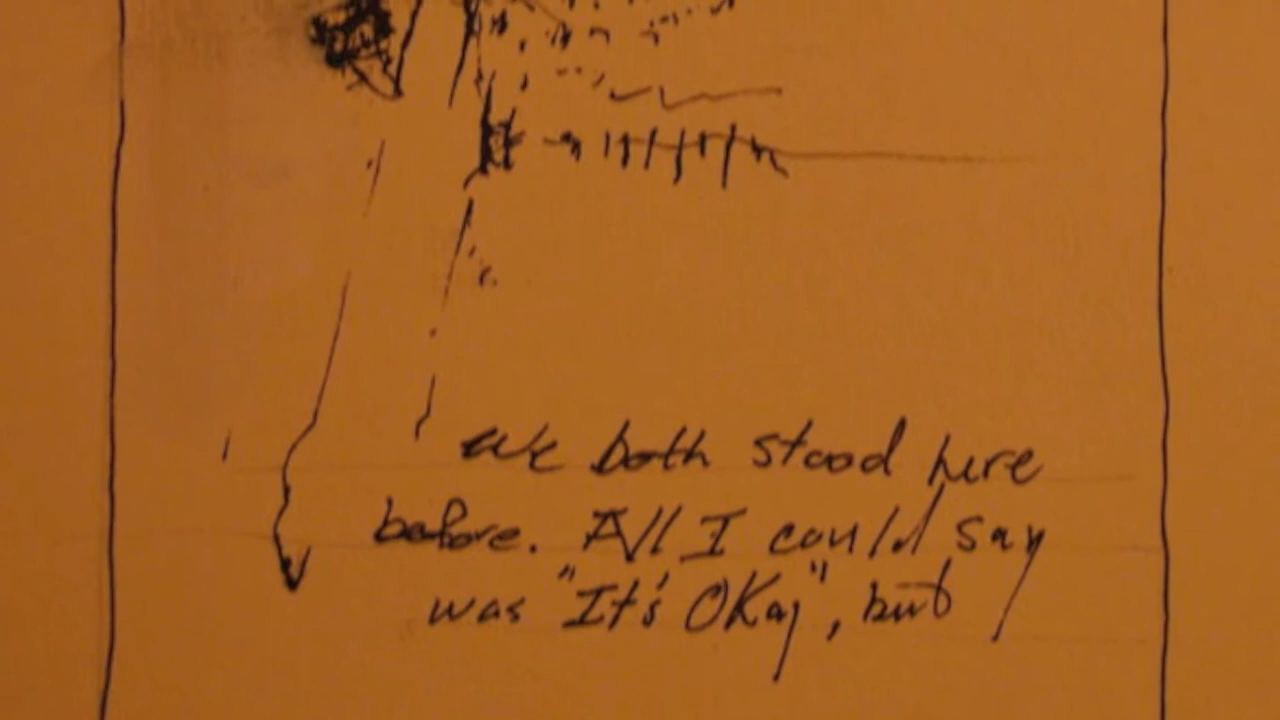 we both stood here
before. All I could say
was "It's OKay", but